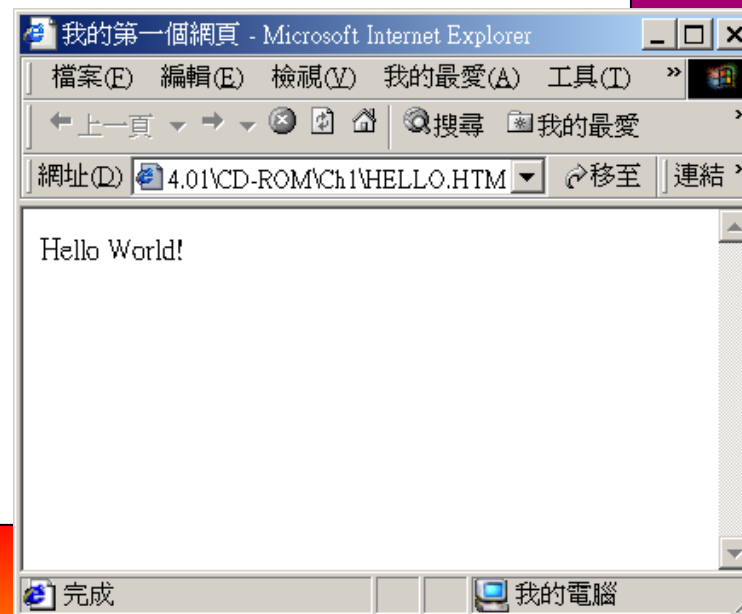 我的第一個網頁 - Microsoft Internet Explorer
檔案(F) 編輯(E) 檢視(V) 我的最愛(A) 工具(T) »
上一頁 搜尋 我的最愛 »
網址(D) 4.01\CD-ROM\Ch1\HELLO.HTM 移至 連結 »
Hello World!
完成 我的電腦